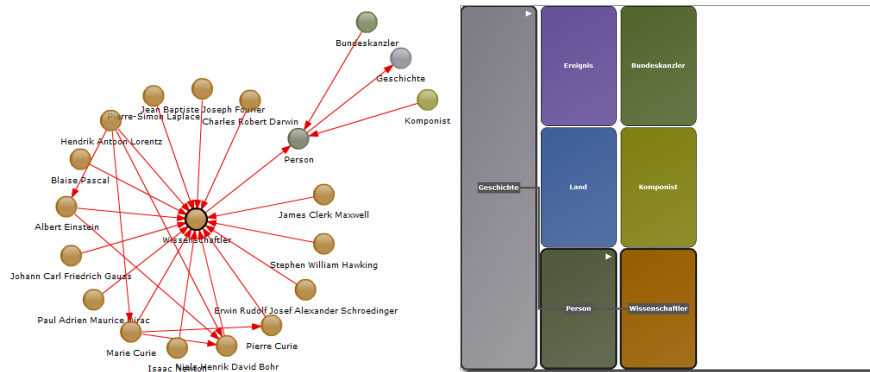 Bundeskanzler
Geschichte
Komponist
Person
Jean Baptiste Joseph Fourier
Pierre-Simon Laplace
Charles Robert Darwin
Hendrik Antoon Lorentz
Blaise Pascal
Albert Einstein
Wissenschaftler
James Clerk Maxwell
Stephen William Hawking
Johann Carl Friedrich Gauss
Erwin Rudolf Josef Alexander Schroedinger
Paul Adrien Maurice Dirac
Marie Curie
Pierre Curie
Isaac Newton
Niels Henrik David Bohr
Ereignis
Bundeskanzler
Geschichte
Land
Komponist
Person
Wissenschaftler